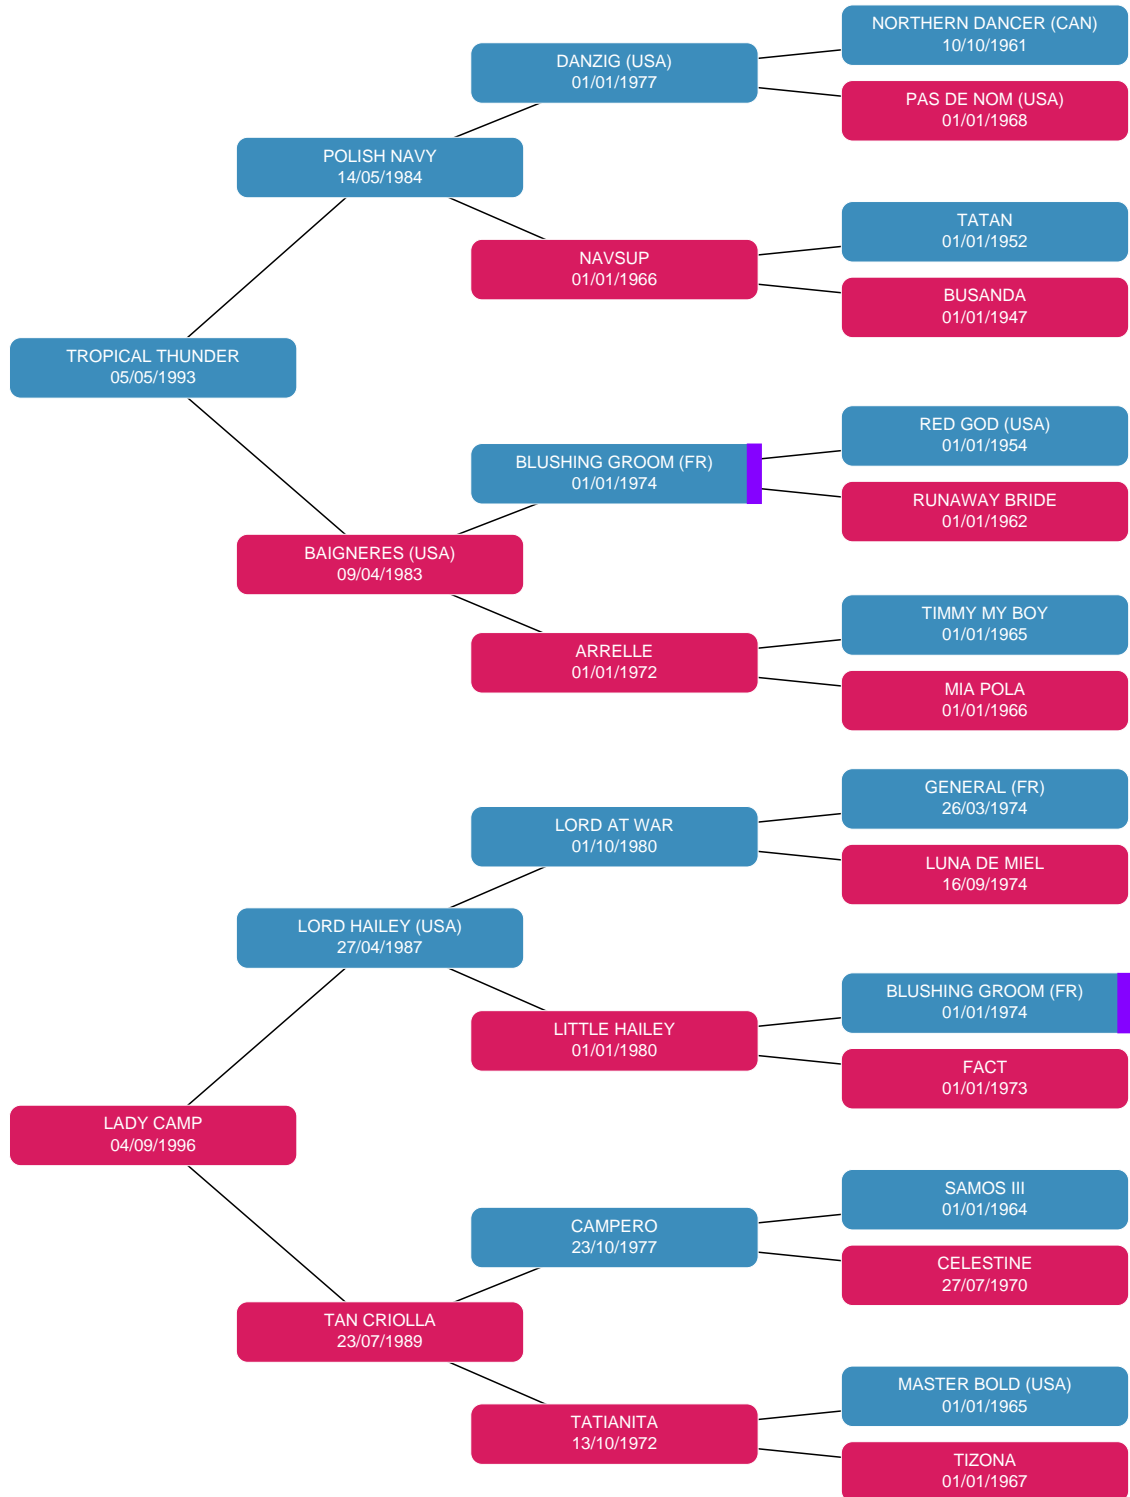 NORTHERN DANCER (CAN)
10/10/1961
DANZIG (USA)
01/01/1977
PAS DE NOM (USA)
01/01/1968
POLISH NAVY
14/05/1984
TATAN
01/01/1952
NAVSUP
01/01/1966
BUSANDA
01/01/1947
TROPICAL THUNDER
05/05/1993
RED GOD (USA)
01/01/1954
BLUSHING GROOM (FR)
01/01/1974
RUNAWAY BRIDE
01/01/1962
BAIGNERES (USA)
09/04/1983
TIMMY MY BOY
01/01/1965
ARRELLE
01/01/1972
MIA POLA
01/01/1966
GENERAL (FR)
26/03/1974
LORD AT WAR
01/10/1980
LUNA DE MIEL
16/09/1974
LORD HAILEY (USA)
27/04/1987
BLUSHING GROOM (FR)
01/01/1974
LITTLE HAILEY
01/01/1980
FACT
01/01/1973
LADY CAMP
04/09/1996
SAMOS III
01/01/1964
CAMPERO
23/10/1977
CELESTINE
27/07/1970
TAN CRIOLLA
23/07/1989
MASTER BOLD (USA)
01/01/1965
TATIANITA
13/10/1972
TIZONA
01/01/1967